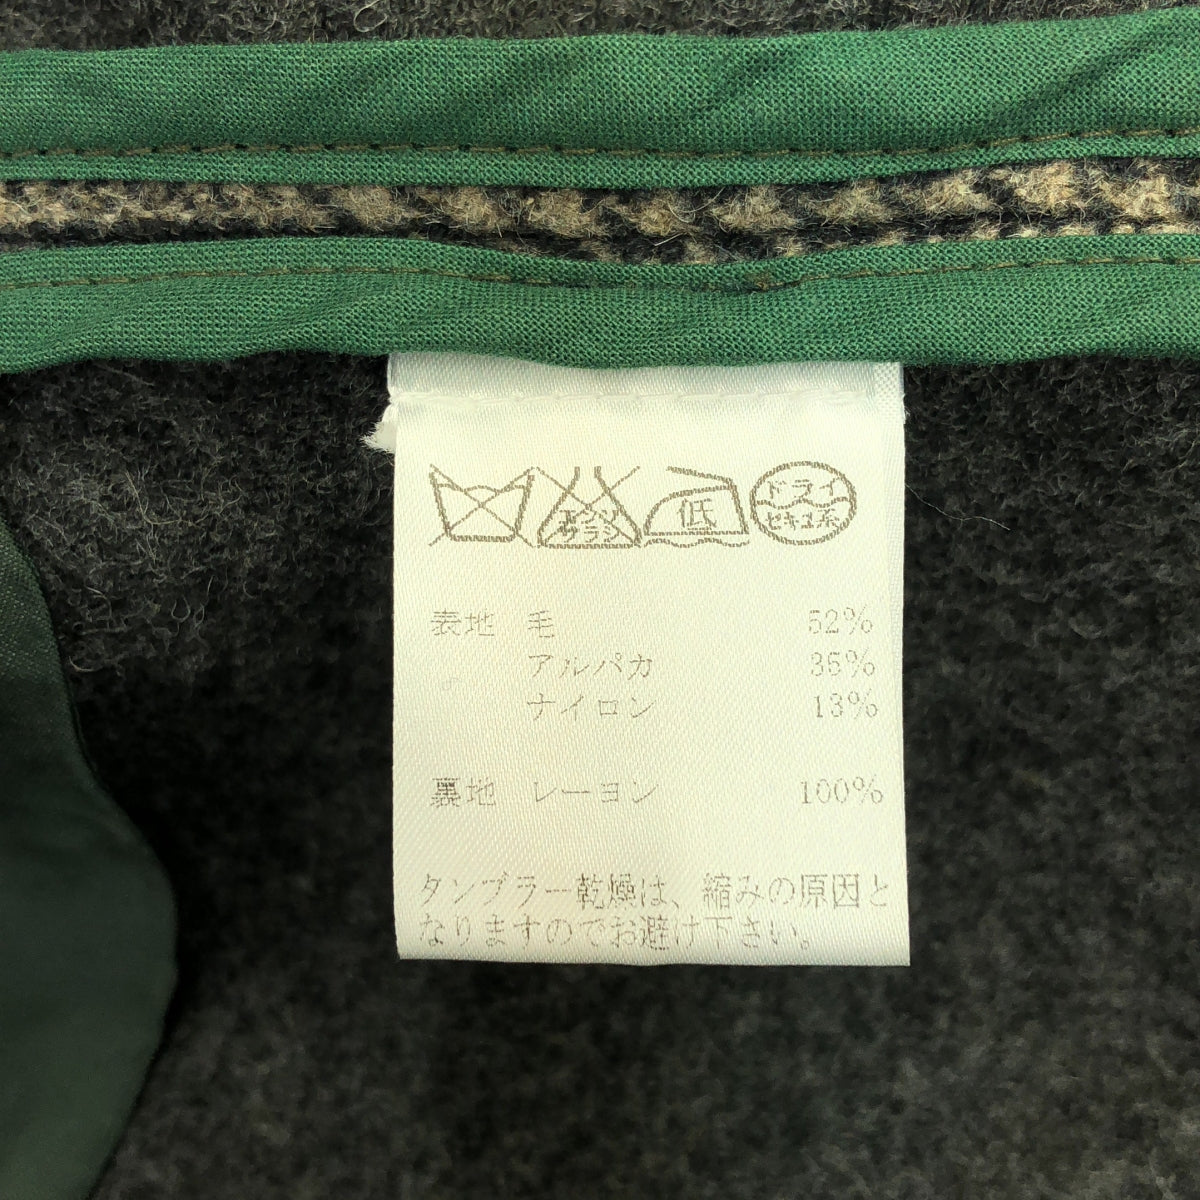 エンソ
サラシ
低
ドライ
セキユ系
表地 毛 52%
アルパカ 35%
ナイロン 13%
裏地 レーヨン 100%
タンブラー乾燥は、縮みの原因と
なりますのでお避け下さい。